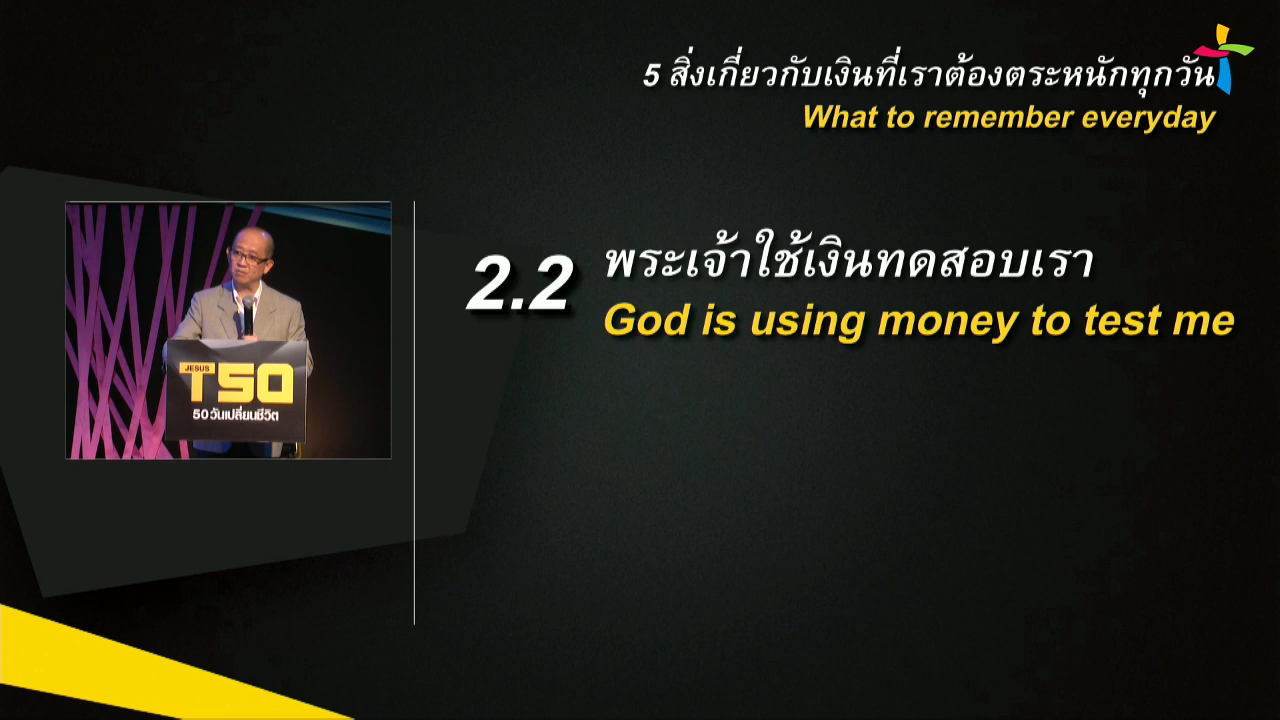 5 สิ่งเกี่ยวกับเงินที่เราต้องตระหนักทุกวัน
What to remember everyday
2.2
พระเจ้าใช้เงินทดสอบเรา
God is using money to test me
JESUS
T50
50 วันเปลี่ยนชีวิต